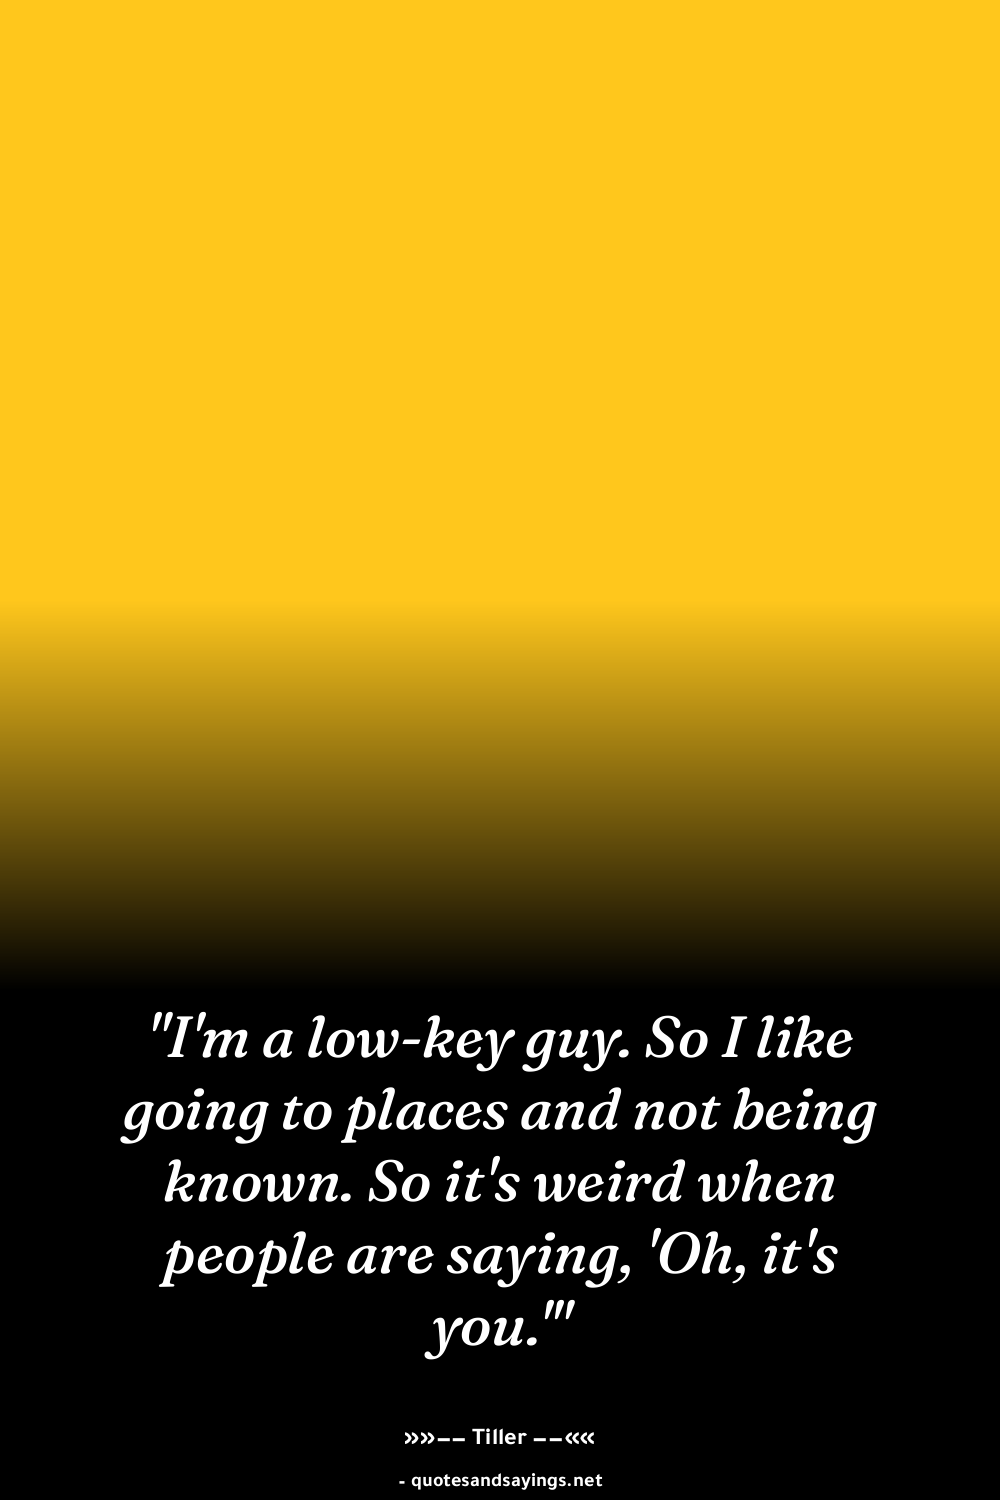 "I'm a low-key guy. So I like
going to places and not being
known. So it's weird when
people are saying, 'Oh, it's
you.'"
»»−− Tiller −−««
- quotesandsayings.net